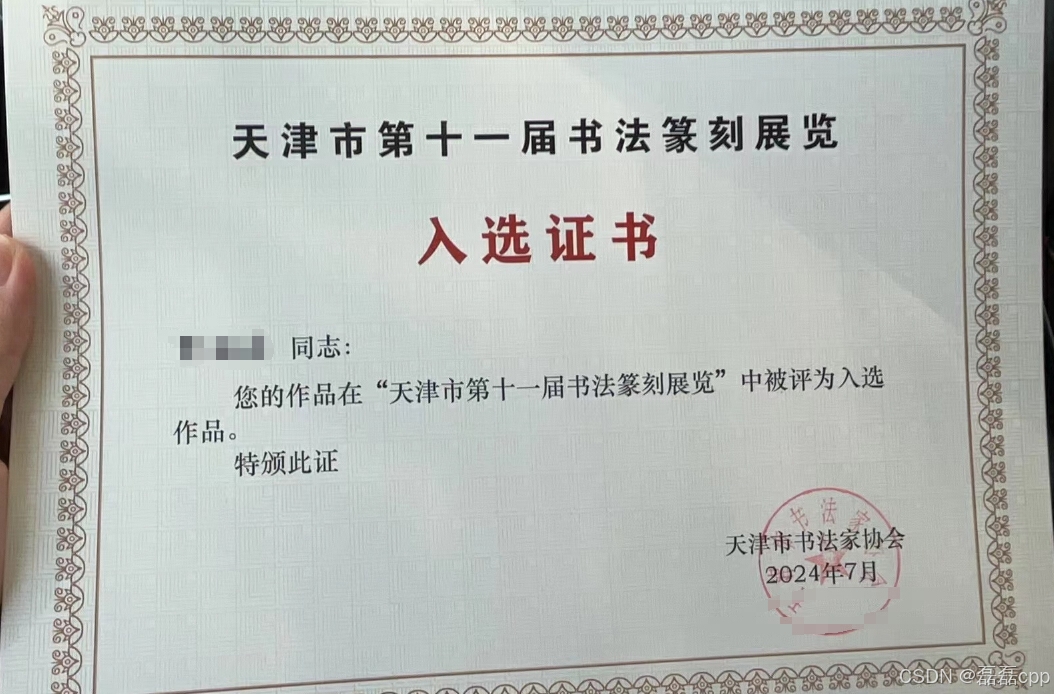 天津市第十一届书法篆刻展览
入选证书
同志:
您的作品在“天津市第十一届书法篆刻展览”中被评为入选
作品。
特颁此证
书法家
天津市书法家协会
2024年7月
CSDN @磊磊cpp